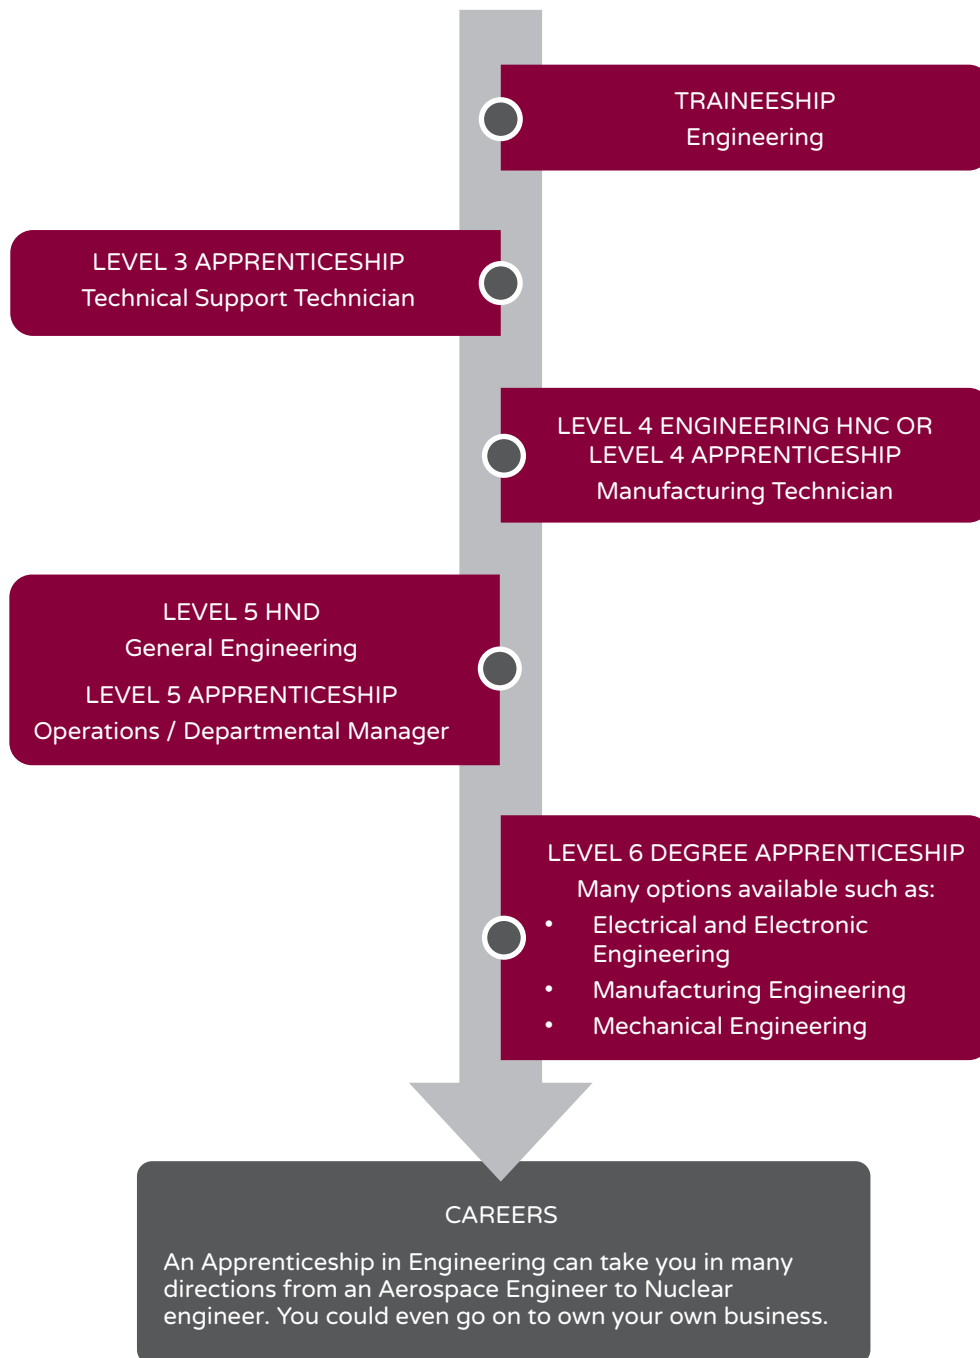 TRAINEESHIP
Engineering
LEVEL 3 APPRENTICESHIP
Technical Support Technician
LEVEL 4 ENGINEERING HNC OR
LEVEL 4 APPRENTICESHIP
Manufacturing Technician
LEVEL 5 HND
General Engineering
LEVEL 5 APPRENTICESHIP
Operations / Departmental Manager
LEVEL 6 DEGREE APPRENTICESHIP
Many options available such as:
• Electrical and Electronic
Engineering
• Manufacturing Engineering
• Mechanical Engineering
CAREERS
An Apprenticeship in Engineering can take you in many
directions from an Aerospace Engineer to Nuclear
engineer. You could even go on to own your own business.